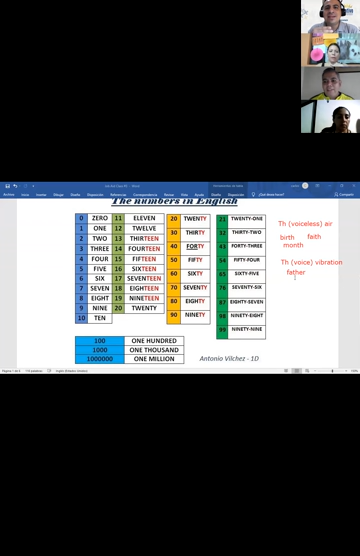 The numbers in English
0 ZERO 11 ELEVEN 20 TWENTY 21 TWENTY-ONE
1 ONE 12 TWELVE 30 THIRTY 32 THIRTY-TWO
2 TWO 13 THIRTEEN 40 FORTY 43 FORTY-THREE
3 THREE 14 FOURTEEN 50 FIFTY 54 FIFTY-FOUR
4 FOUR 15 FIFTEEN 60 SIXTY 65 SIXTY-FIVE
5 FIVE 16 SIXTEEN 70 SEVENTY 76 SEVENTY-SIX
6 SIX 17 SEVENTEEN 80 EIGHTY 87 EIGHTY-SEVEN
7 SEVEN 18 EIGHTEEN 90 NINETY 98 NINETY-EIGHT
8 EIGHT 19 NINETEEN 99 NINETY-NINE
9 NINE 20 TWENTY
10 TEN
100 ONE HUNDRED
1000 ONE THOUSAND
1000000 ONE MILLION
Antonio Vilchez - 1D
Th (voiceless) air
birth faith
month
Th (voice) vibration
father